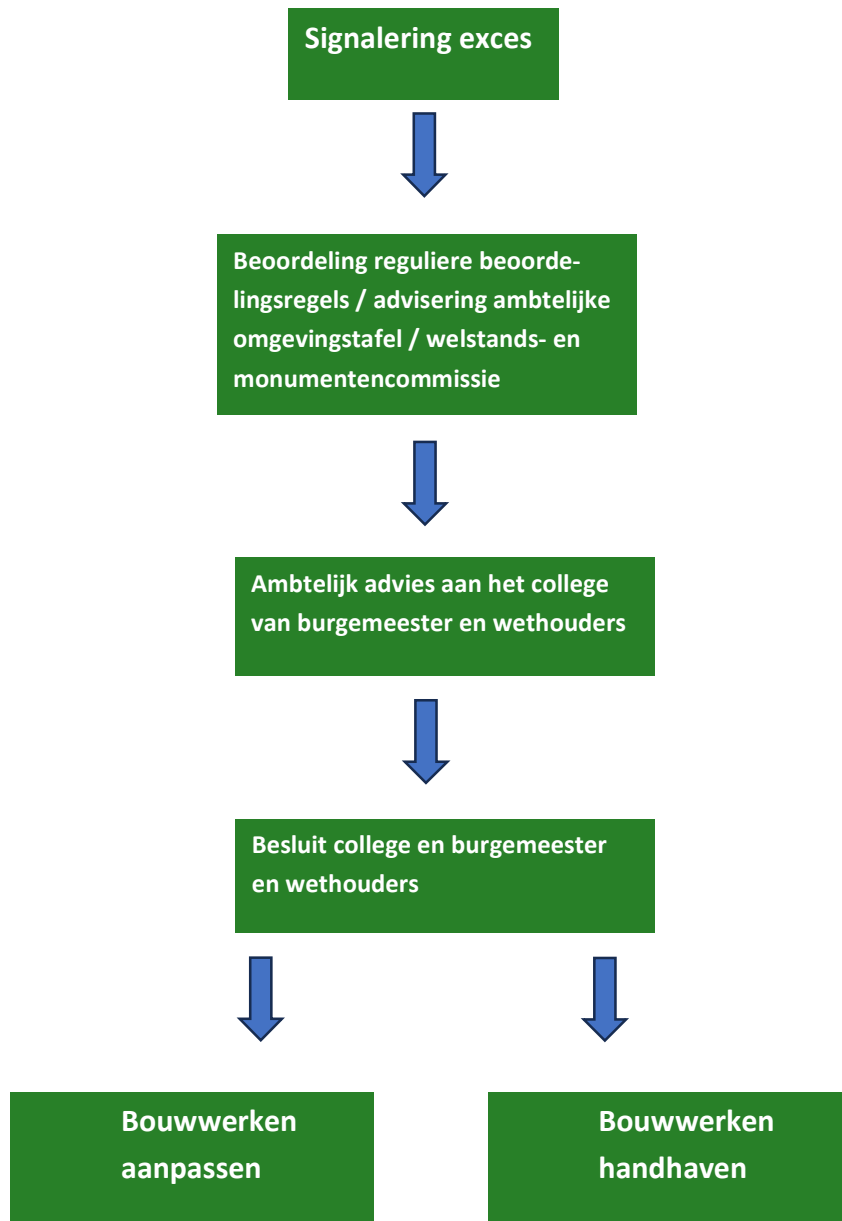 Signalering exces
Beoordeling reguliere beoorde-
lingsregels / advisering ambtelijke
omgevingstafel / welstands- en
monumentencommissie
Ambtelijk advies aan het college
van burgemeester en wethouders
Besluit college en burgemeester
en wethouders
Bouwwerken
aanpassen
Bouwwerken
handhaven